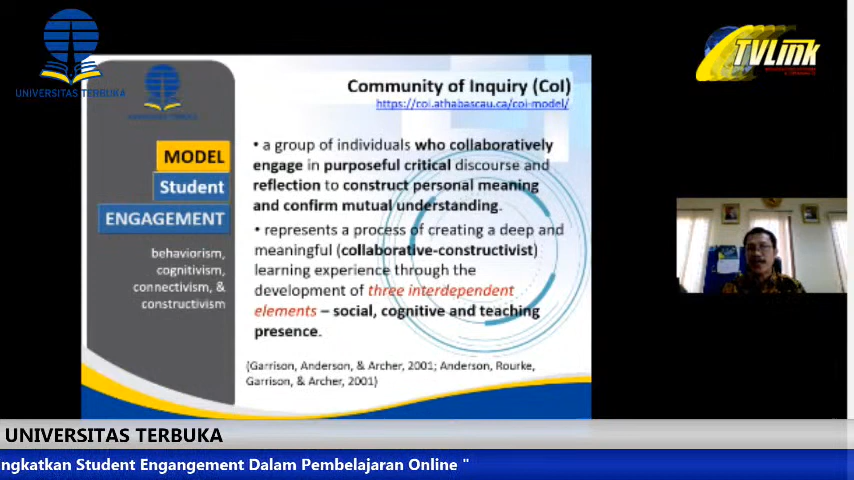 UNIVERSITAS TERBUKA
TVLink
Community of Inquiry (CoI)
https://coi.athabascau.ca/coi-model/
MODEL
Student
ENGAGEMENT
behaviorism,
cognitivism,
connectivism, &
constructivism
• a group of individuals who collaboratively
engage in purposeful critical discourse and
reflection to construct personal meaning
and confirm mutual understanding.
• represents a process of creating a deep and
meaningful (collaborative-constructivist)
learning experience through the
development of three interdependent
elements – social, cognitive and teaching
presence.
(Garrison, Anderson, & Archer, 2001; Anderson, Rourke,
Garrison, & Archer, 2001)
UNIVERSITAS TERBUKA
ngkatkan Student Engangement Dalam Pembelajaran Online "